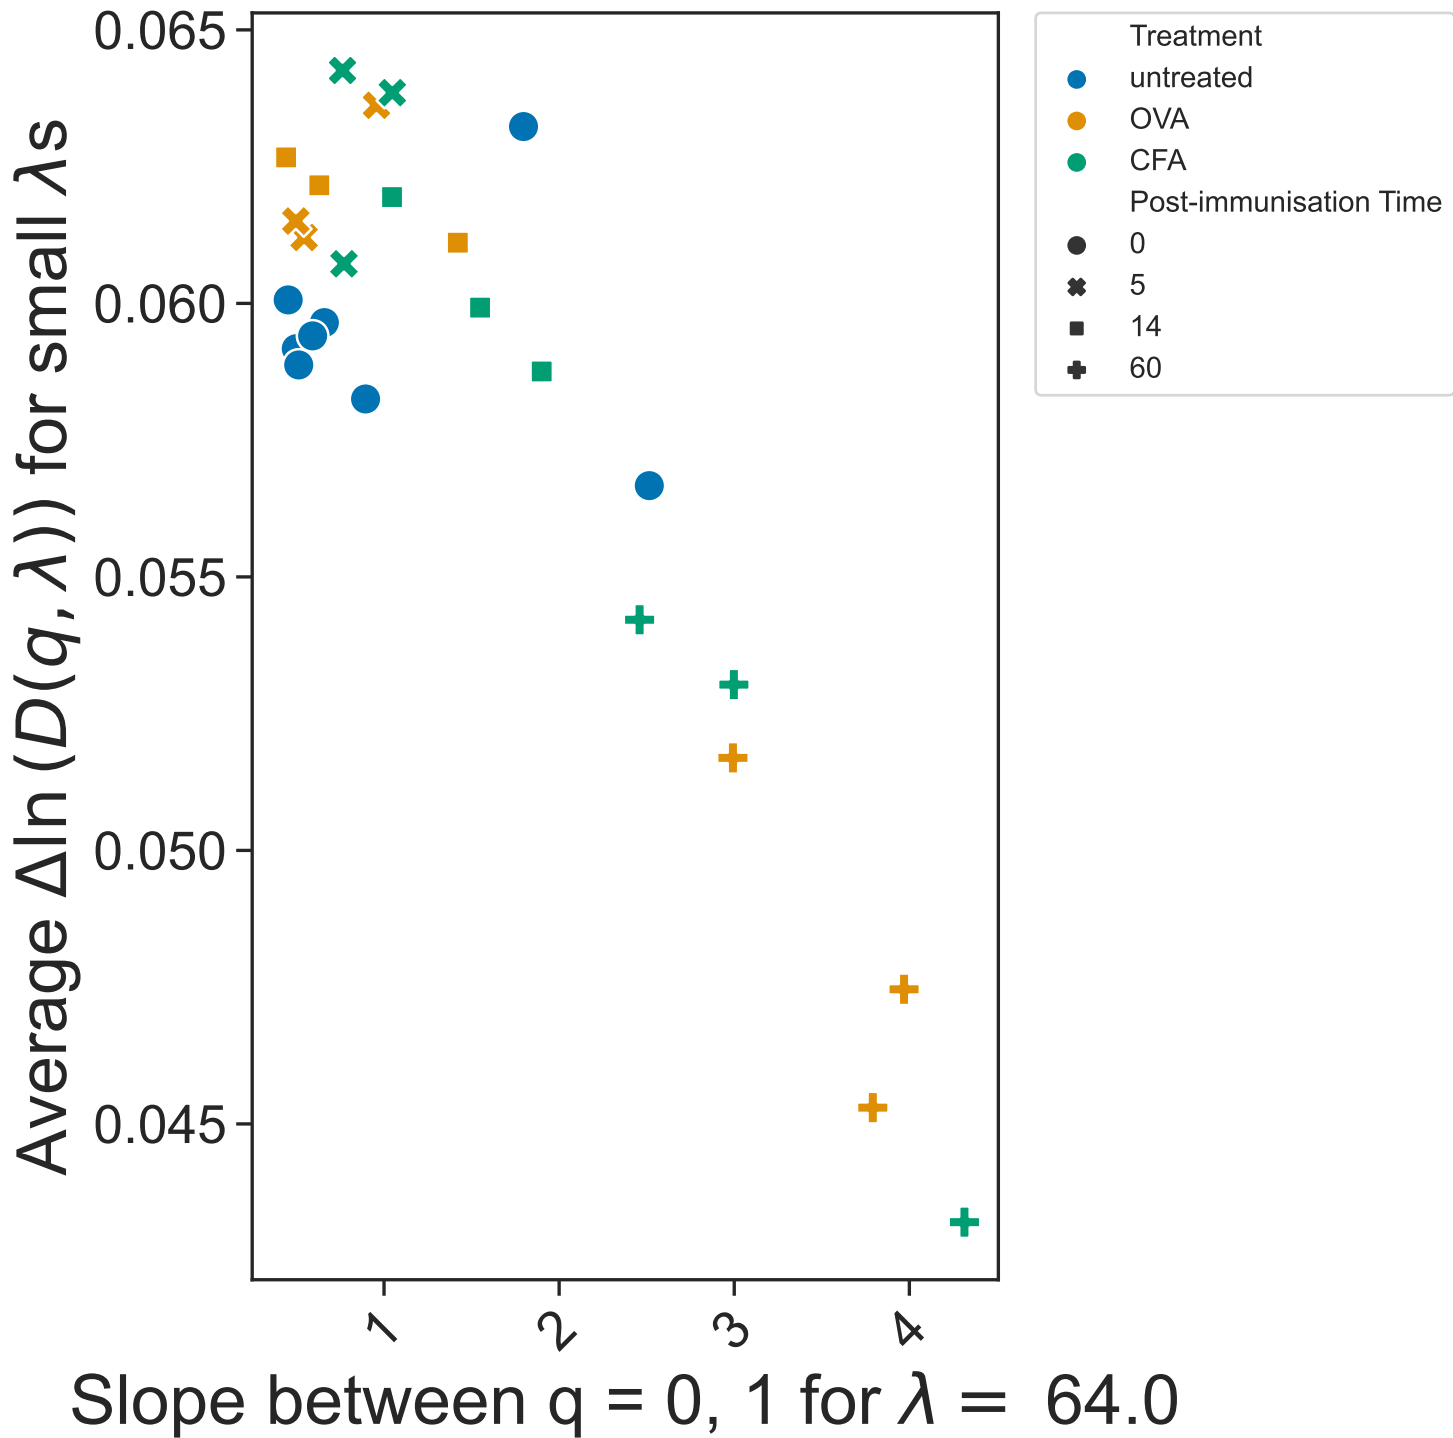 Average Δln (D(q, λ)) for small λs
0.065
0.060
0.055
0.050
0.045
1
2
3
4
Slope between q = 0, 1 for λ = 64.0
Treatment
untreated
OVA
CFA
Post-immunisation Time
0
5
14
60